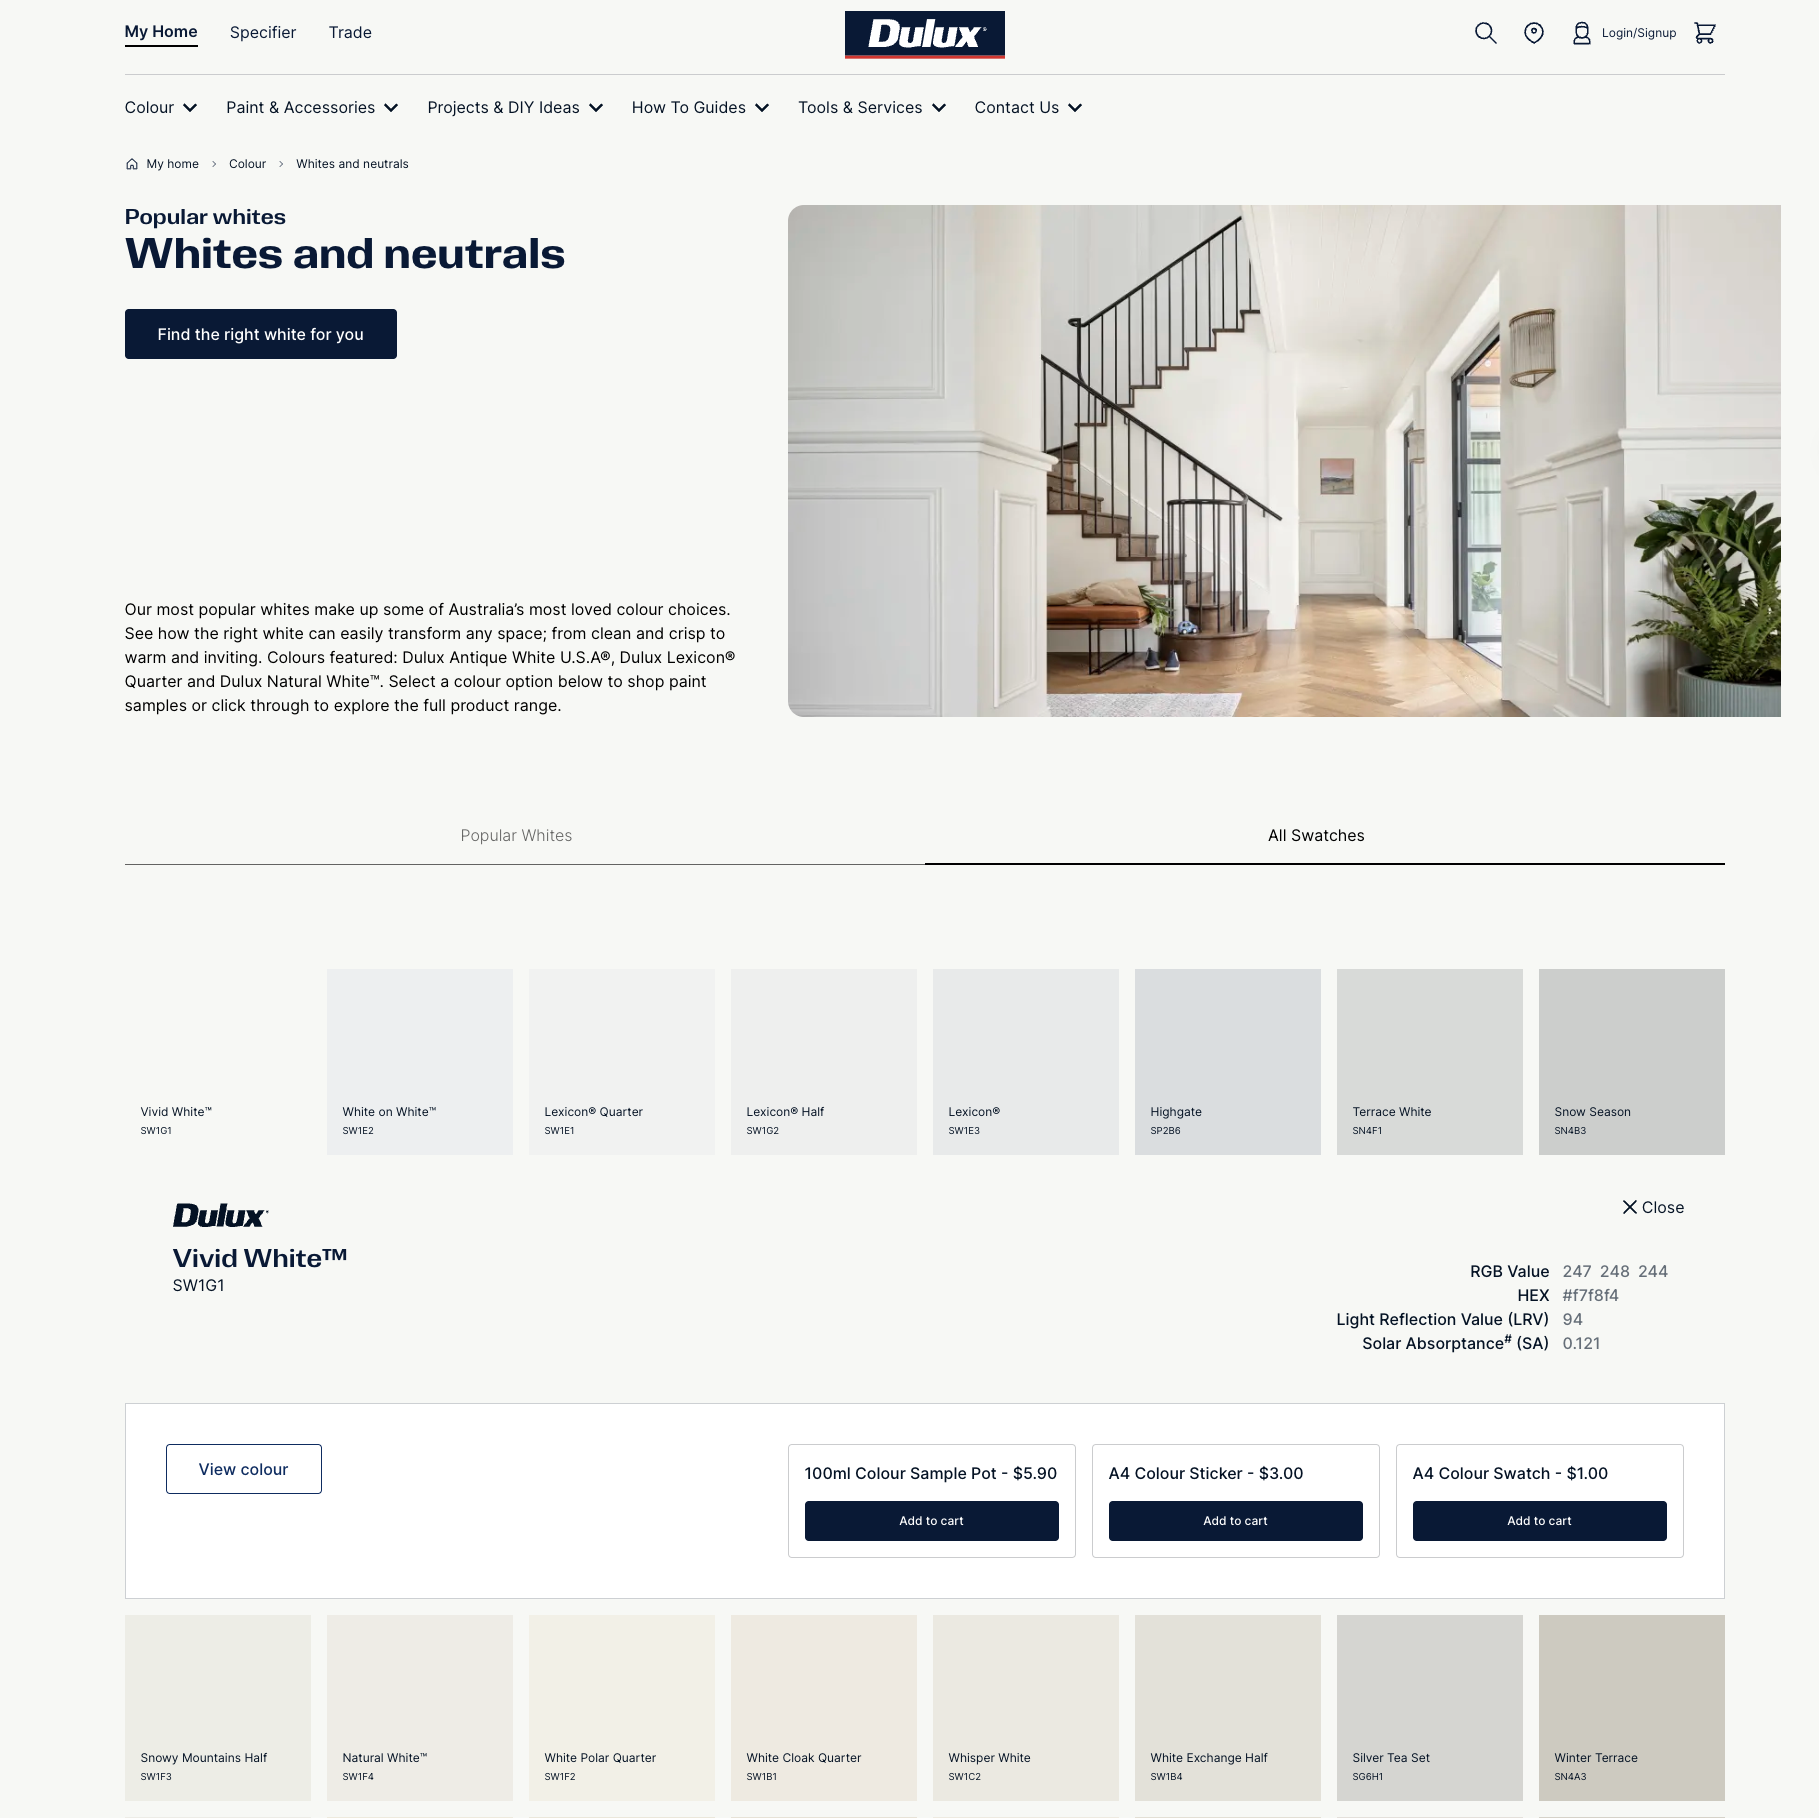 My Home
Specifier
Trade
Dulux®
Login/Signup
Colour
Paint & Accessories
Projects & DIY Ideas
How To Guides
Tools & Services
Contact Us
My home > Colour > Whites and neutrals
Popular whites
Whites and neutrals
Find the right white for you
Our most popular whites make up some of Australia’s most loved colour choices.
See how the right white can easily transform any space; from clean and crisp to
warm and inviting. Colours featured: Dulux Antique White U.S.A®, Dulux Lexicon®
Quarter and Dulux Natural White™. Select a colour option below to shop paint
samples or click through to explore the full product range.
Popular Whites
All Swatches
Vivid White™
SW1G1
White on White™
SW1E2
Lexicon® Quarter
SW1E1
Lexicon® Half
SW1G2
Lexicon®
SW1E3
Highgate
SP2B6
Terrace White
SN4F1
Snow Season
SN4B3
Dulux®
Close
Vivid White™
SW1G1
RGB Value 247 248 244
HEX #f7f8f4
Light Reflection Value (LRV) 94
Solar Absorptance# (SA) 0.121
View colour
100ml Colour Sample Pot - $5.90
Add to cart
A4 Colour Sticker - $3.00
Add to cart
A4 Colour Swatch - $1.00
Add to cart
Snowy Mountains Half
SW1F3
Natural White™
SW1F4
White Polar Quarter
SW1F2
White Cloak Quarter
SW1B1
Whisper White
SW1C2
White Exchange Half
SW1B4
Silver Tea Set
SG6H1
Winter Terrace
SN4A3